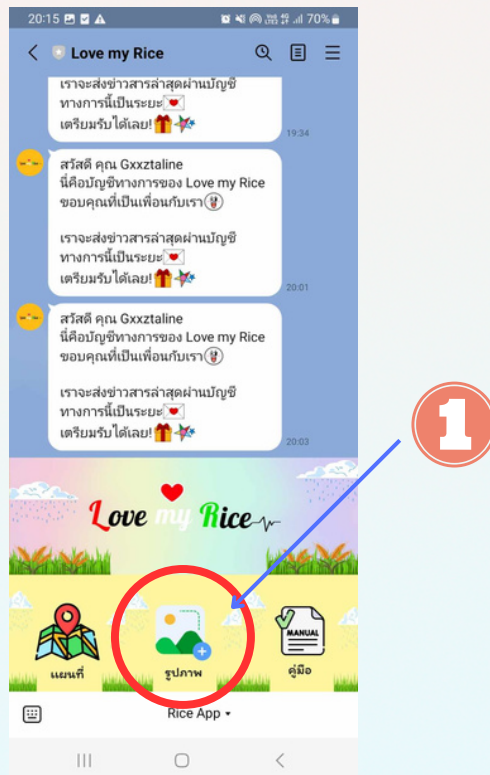 20:15
70%
Love my Rice
เราจะส่งข่าวสารล่าสุดผ่านบัญชี
ทางการนี้เป็นระยะ
เตรียมรับได้เลย!
19:34
สวัสดี คุณ Gxxztaline
นี่คือบัญชีทางการของ Love my Rice
ขอบคุณที่เป็นเพื่อนกับเรา
เราจะส่งข่าวสารล่าสุดผ่านบัญชี
ทางการนี้เป็นระยะ
เตรียมรับได้เลย!
20:01
สวัสดี คุณ Gxxztaline
นี่คือบัญชีทางการของ Love my Rice
ขอบคุณที่เป็นเพื่อนกับเรา
เราจะส่งข่าวสารล่าสุดผ่านบัญชี
ทางการนี้เป็นระยะ
เตรียมรับได้เลย!
20:03
1
Love my Rice
MANUAL
แผนที่
รูปภาพ
คู่มือ
Rice App